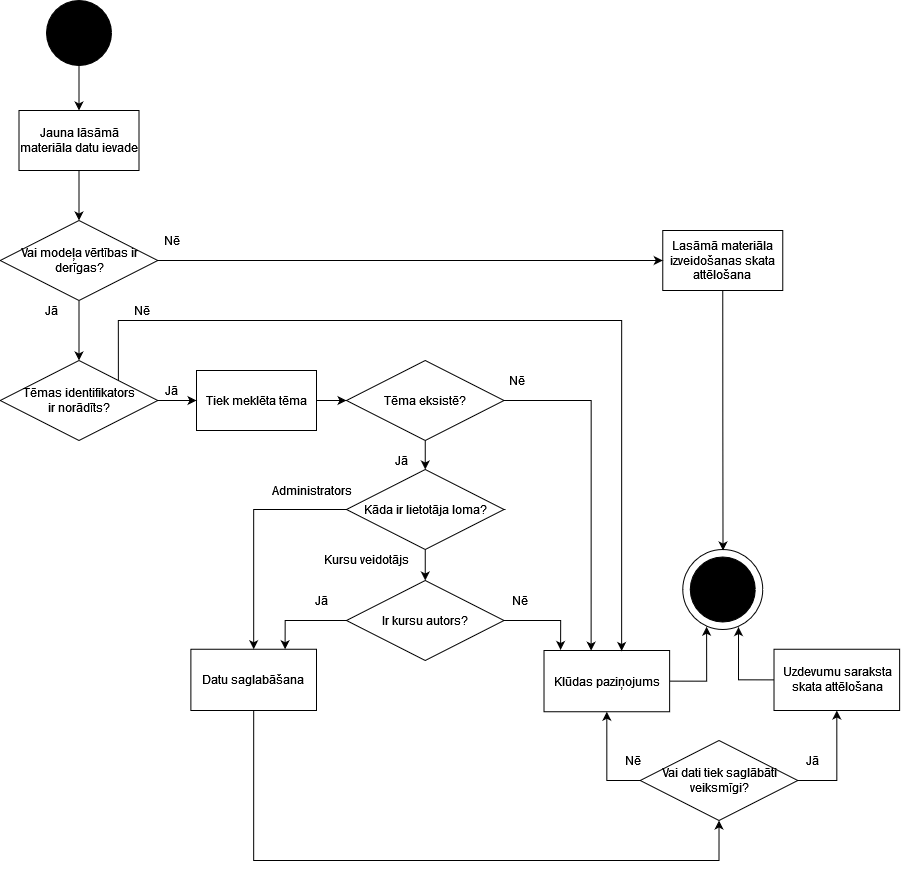 Jauna lāsāmā
materiāla datu ievade
Vai modeļa vērtības ir
derīgas?
Nē
Lasāmā materiāla
izveidošanas skata
attēlošana
Jā
Nē
Tēmas identifikators
ir norādīts?
Jā
Tiek meklēta tēma
Tēma eksistē?
Nē
Jā
Administrators
Kāda ir lietotāja loma?
Kursu veidotājs
Jā
Ir kursu autors?
Nē
Datu saglabāšana
Klūdas paziņojums
Uzdevumu saraksta
skata attēlošana
Nē
Vai dati tiek saglābāti
veiksmīgi?
Jā